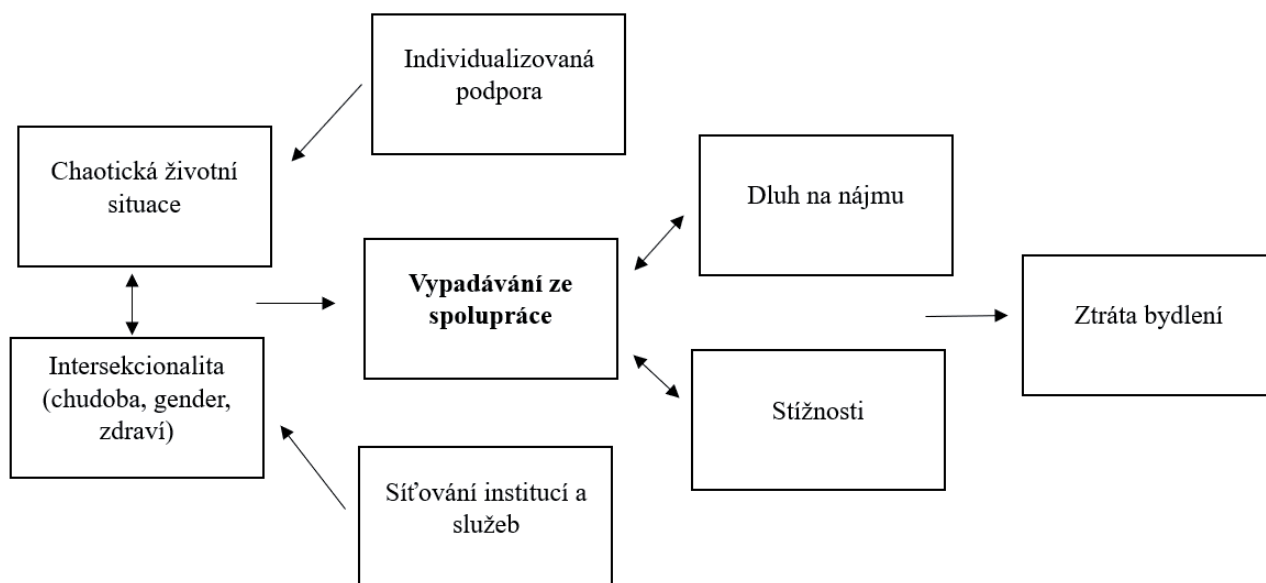 Individualizovaná
podpora
Chaotická životní
situace
Dluh na nájmu
Vypadávání ze
spolupráce
Ztráta bydlení
Intersekcionalita
(chudoba, gender,
zdraví)
Stížnosti
Síťování institucí a
služeb